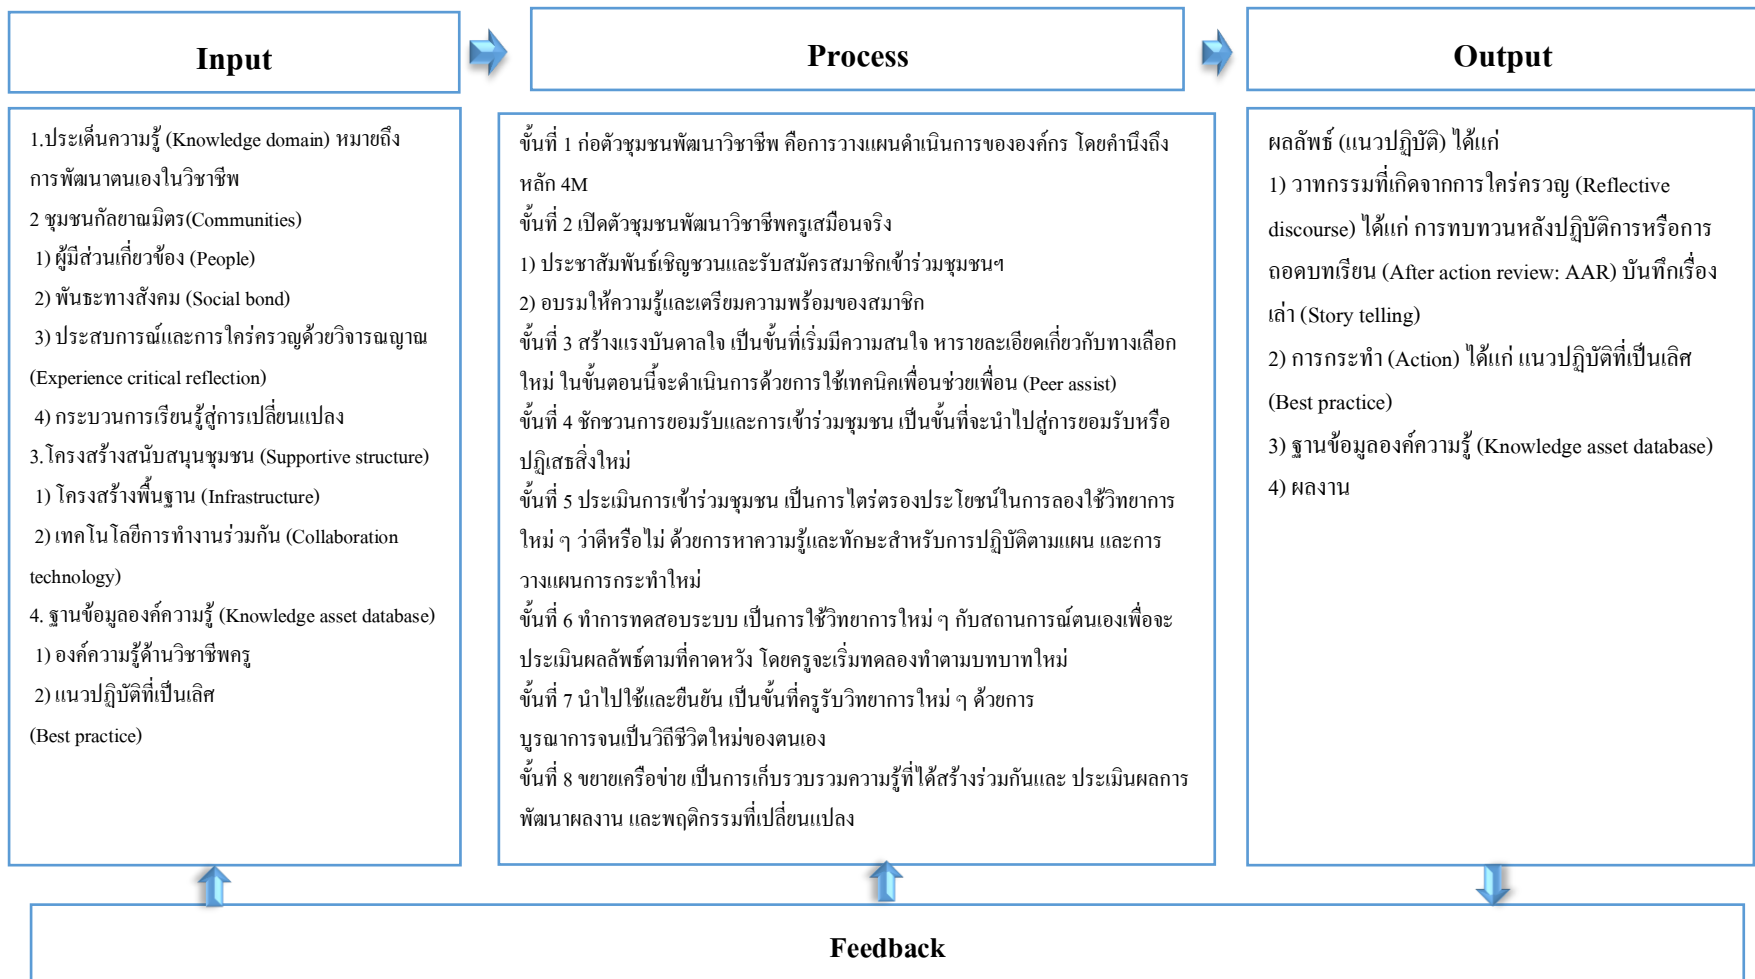 Input
Process
Output
1.ประเด็นความรู้ (Knowledge domain) หมายถึง
การพัฒนาตนเองในวิชาชีพ
2 ชุมชนกัลยาณมิตร(Communities)
1) ผู้มีส่วนเกี่ยวข้อง (People)
2) พันธะทางสังคม (Social bond)
3) ประสบการณ์และการใคร่ครวญด้วยวิจารณญาณ
(Experience critical reflection)
4) กระบวนการเรียนรู้สู่การเปลี่ยนแปลง
3.โครงสร้างสนับสนุนชุมชน (Supportive structure)
1) โครงสร้างพื้นฐาน (Infrastructure)
2) เทคโนโลยีการทำงานร่วมกัน (Collaboration
technology)
4. ฐานข้อมูลองค์ความรู้ (Knowledge asset database)
1) องค์ความรู้ด้านวิชาชีพครู
2) แนวปฏิบัติที่เป็นเลิศ
(Best practice)
ขั้นที่ 1 ก่อตัวชุมชนพัฒนาวิชาชีพ คือการวางแผนดำเนินการขององค์กร โดยคำนึงถึง
หลัก 4M
ขั้นที่ 2 เปิดตัวชุมชนพัฒนาวิชาชีพครูเสมือนจริง
1) ประชาสัมพันธ์เชิญชวนและรับสมัครสมาชิกเข้าร่วมชุมชนฯ
2) อบรมให้ความรู้และเตรียมความพร้อมของสมาชิก
ขั้นที่ 3 สร้างแรงบันดาลใจ เป็นขั้นที่เริ่มมีความสนใจ หารายละเอียดเกี่ยวกับทางเลือก
ใหม่ ในขั้นตอนนี้จะดำเนินการด้วยการใช้เทคนิคเพื่อนช่วยเพื่อน (Peer assist)
ขั้นที่ 4 ชักชวนการยอมรับและการเข้าร่วมชุมชน เป็นขั้นที่จะนำไปสู่การยอมรับหรือ
ปฏิเสธสิ่งใหม่
ขั้นที่ 5 ประเมินการเข้าร่วมชุมชน เป็นการไตร่ตรองประโยชน์ในการลองใช้วิทยาการ
ใหม่ ๆ ว่าดีหรือไม่ ด้วยการหาความรู้และทักษะสำหรับการปฏิบัติตามแผน และการ
วางแผนการกระทำใหม่
ขั้นที่ 6 ทำการทดสอบระบบ เป็นการใช้วิทยาการใหม่ ๆ กับสถานการณ์ตนเองเพื่อจะ
ประเมินผลลัพธ์ตามที่คาดหวัง โดยครูจะเริ่มทดลองทำตามบทบาทใหม่
ขั้นที่ 7 นำไปใช้และยืนยัน เป็นขั้นที่ครูรับวิทยาการใหม่ ๆ ด้วยการ
บูรณาการจนเป็นวิถีชีวิตใหม่ของตนเอง
ขั้นที่ 8 ขยายเครือข่าย เป็นการเก็บรวบรวมความรู้ที่ได้สร้างร่วมกันและ ประเมินผลการ
พัฒนาผลงาน และพฤติกรรมที่เปลี่ยนแปลง
ผลลัพธ์ (แนวปฏิบัติ) ได้แก่
1) วาทกรรมที่เกิดจากการใคร่ครวญ (Reflective
discourse) ได้แก่ การทบทวนหลังปฏิบัติการหรือการ
ถอดบทเรียน (After action review: AAR) บันทึกเรื่อง
เล่า (Story telling)
2) การกระทำ (Action) ได้แก่ แนวปฏิบัติที่เป็นเลิศ
(Best practice)
3) ฐานข้อมูลองค์ความรู้ (Knowledge asset database)
4) ผลงาน
Feedback